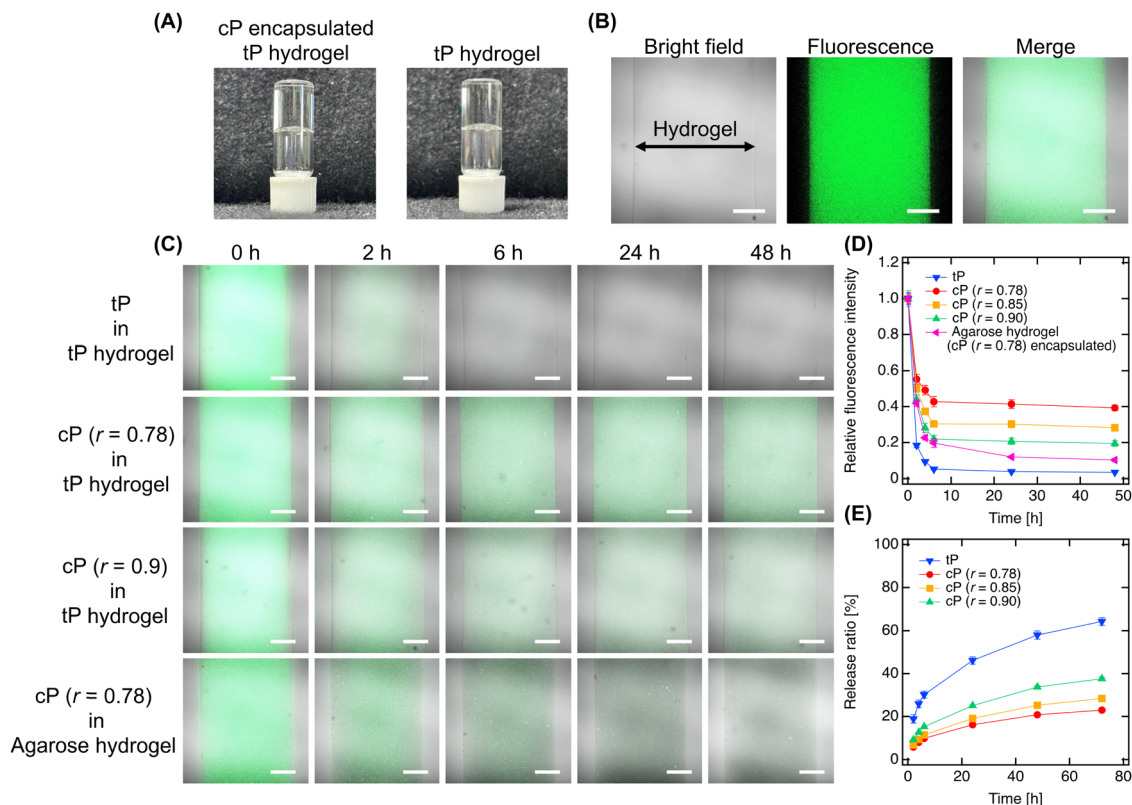 (A)
cP encapsulated
tP hydrogel
tP hydrogel
(B)
Bright field
Fluorescence
Merge
Hydrogel
(C)
0 h
2 h
6 h
24 h
48 h
tP
in
tP hydrogel
cP (r = 0.78)
in
tP hydrogel
cP (r = 0.9)
in
tP hydrogel
cP (r = 0.78)
in
Agarose hydrogel
(D)
Relative fluorescence intensity
1.2
1.0
0.8
0.6
0.4
0.2
0
tP
cP (r = 0.78)
cP (r = 0.85)
cP (r = 0.90)
Agarose hydrogel
(cP (r = 0.78) encapsulated)
0
10
20
30
40
50
Time [h]
(E)
Release ratio [%]
100
80
60
40
20
0
tP
cP (r = 0.78)
cP (r = 0.85)
cP (r = 0.90)
0
20
40
60
80
Time [h]